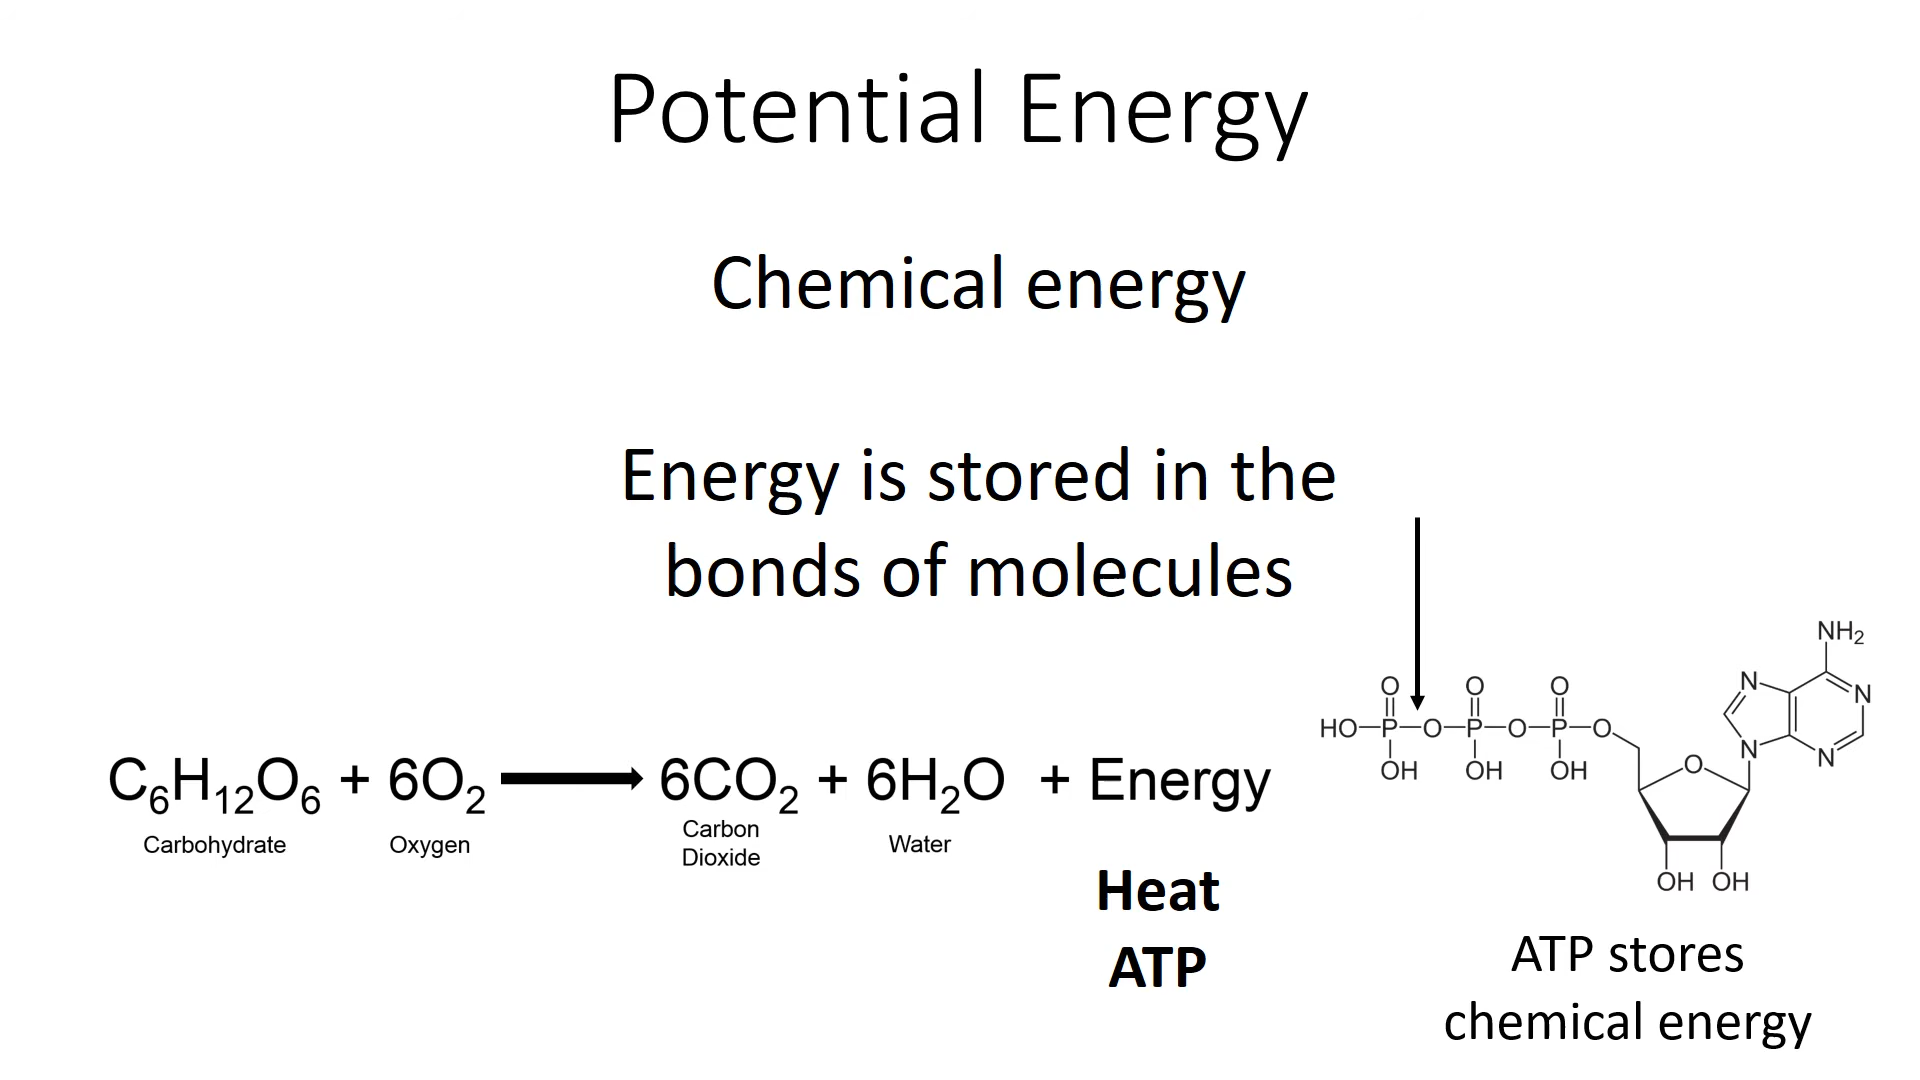 Potential Energy
Chemical energy
Energy is stored in the
bonds of molecules
C₆H₁₂O₆ + 6O₂ 6CO₂ + 6H₂O + Energy
Carbohydrate Oxygen Carbon Dioxide Water
Heat
ATP
NH₂
N N
O O O
HO P O P O P O
OH OH OH
N N
O
OH OH
ATP stores
chemical energy